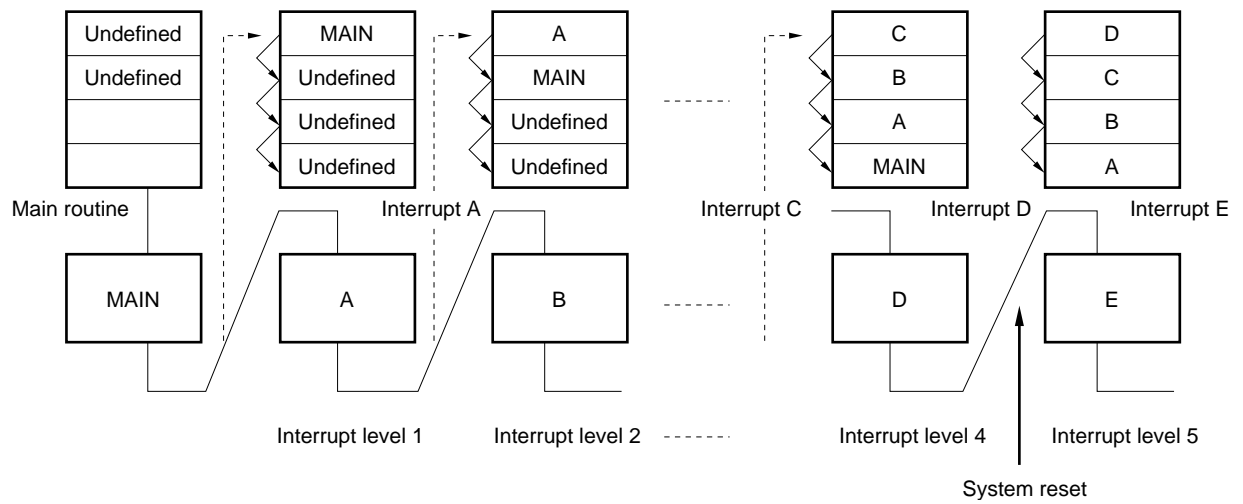 Undefined MAIN A C D
Undefined Undefined MAIN B C
Undefined Undefined A B
Undefined Undefined MAIN A
Main routine Interrupt A Interrupt C Interrupt D Interrupt E
MAIN A B D E
Interrupt level 1 Interrupt level 2 Interrupt level 4 Interrupt level 5
System reset